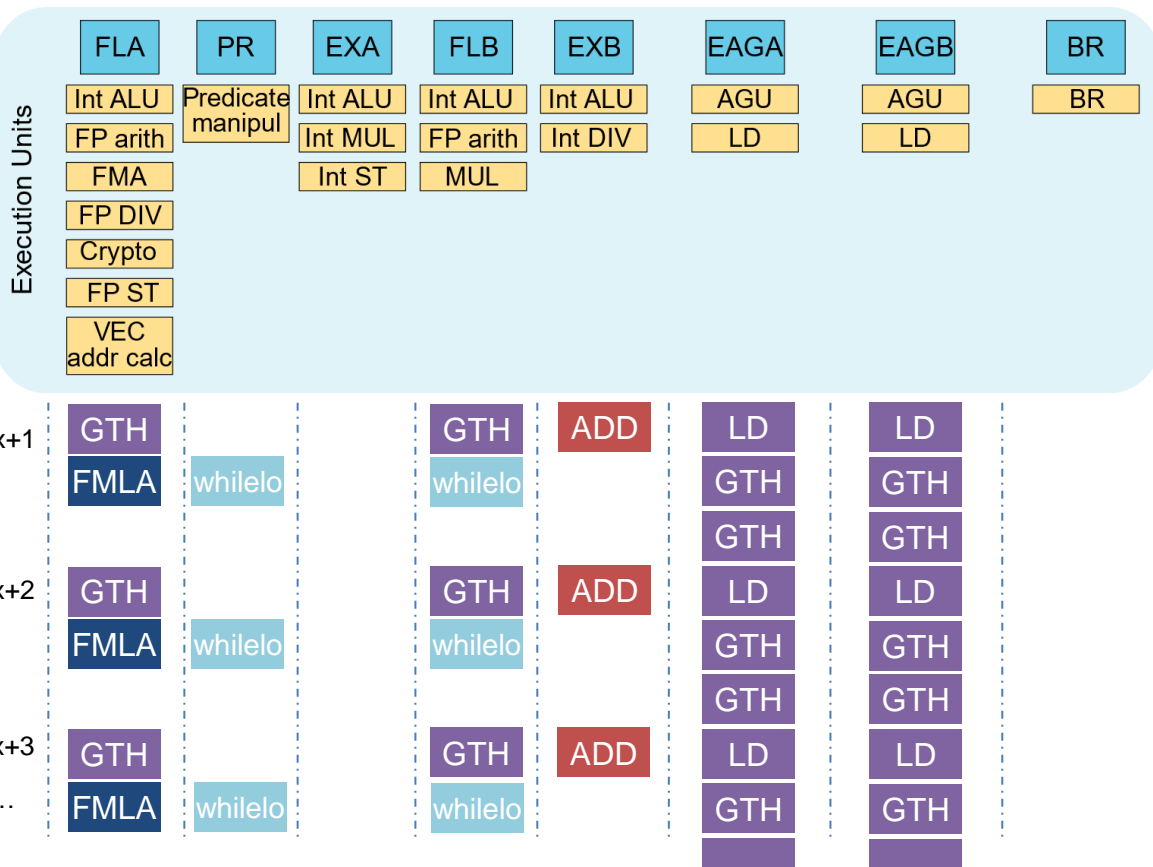 Execution Units
FLA PR EXA FLB EXB EAGA EAGB BR
Int ALU Predicate Int ALU Int ALU Int ALU AGU AGU BR
manipul
FP arith Int MUL FP arith Int DIV LD LD
FMA Int ST MUL
FP DIV
Crypto
FP ST
VEC
addr calc
x+1 GTH GTH ADD LD LD
FMLA whilelo whilelo GTH GTH
GTH GTH
x+2 GTH GTH ADD LD LD
FMLA whilelo whilelo GTH GTH
GTH GTH
x+3 GTH GTH ADD LD LD
.. FMLA whilelo whilelo GTH GTH